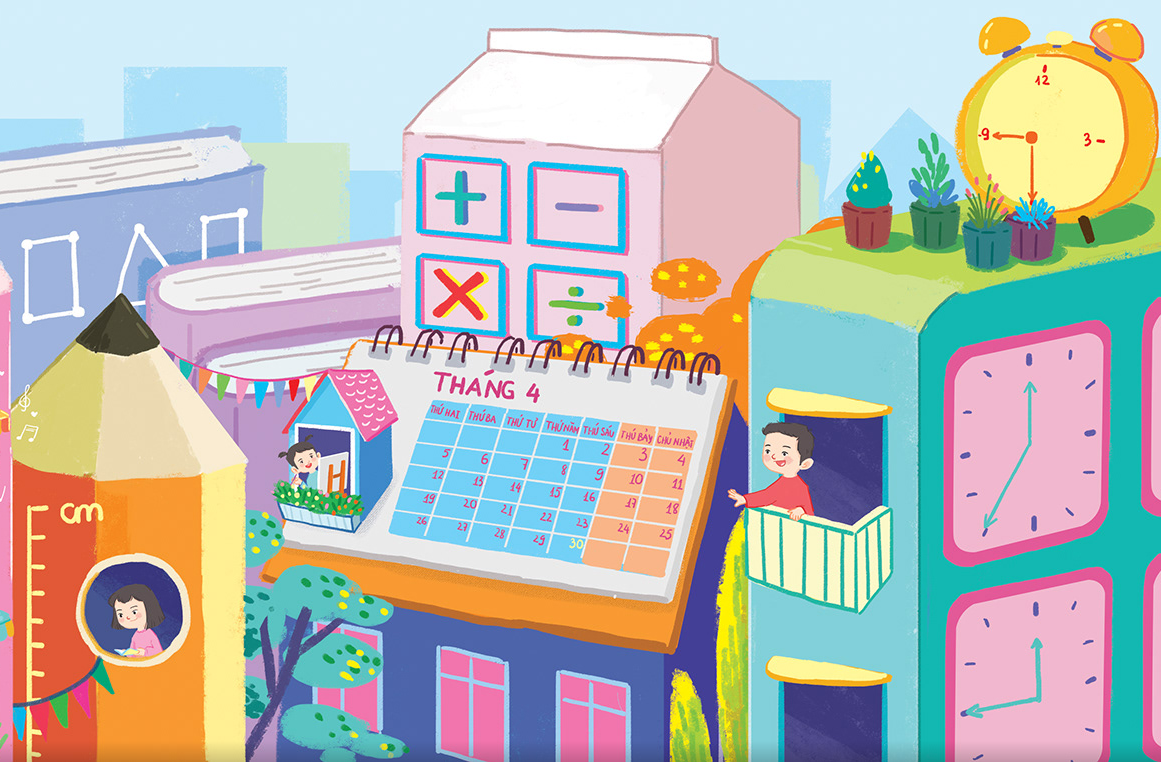 12
9 3
+ −
× ÷
THÁNG 4
THỨ HAI THỨ BA THỨ TƯ THỨ NĂM THỨ SÁU THỨ BẢY CHỦ NHẬT
1 2 3 4
5 6 7 8 9 10 11
12 13 14 15 16 17 18
19 20 21 22 23 24 25
26 27 28 29 30
H
cm